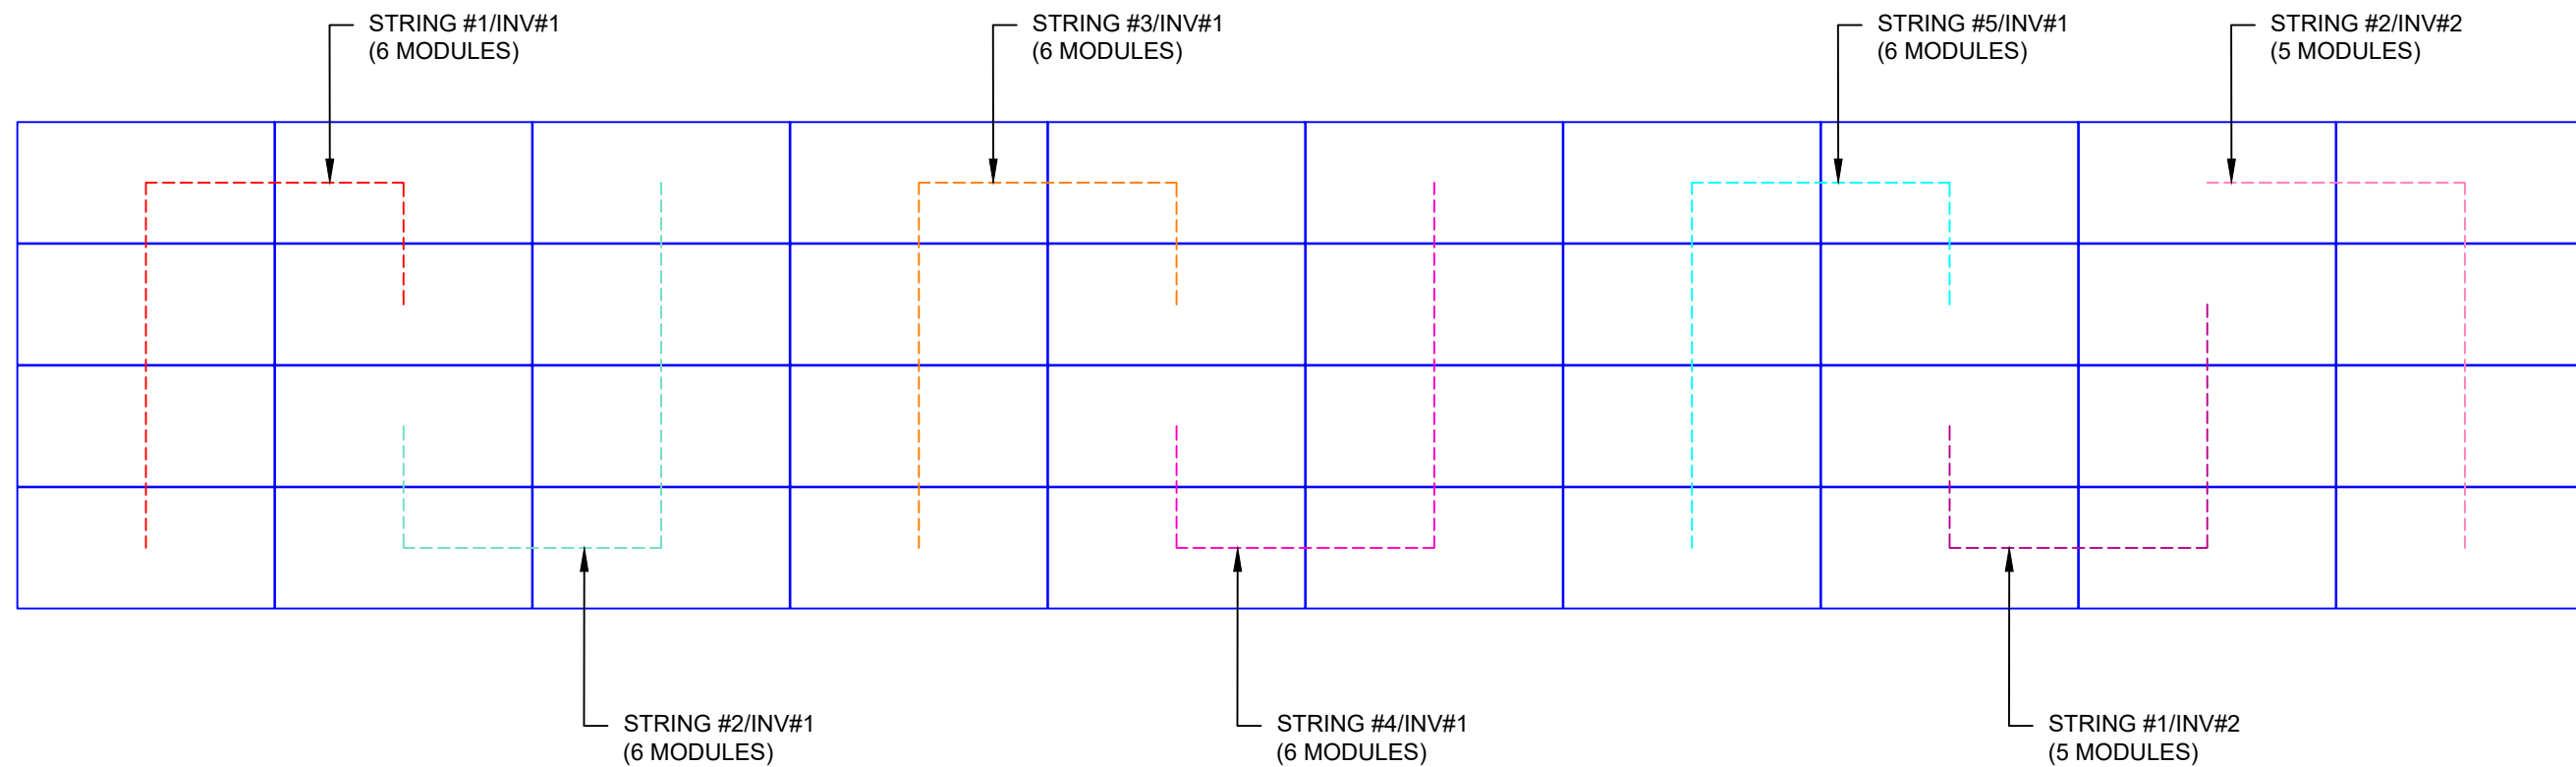 STRING #1/INV#1
(6 MODULES)
STRING #3/INV#1
(6 MODULES)
STRING #5/INV#1
(6 MODULES)
STRING #2/INV#2
(5 MODULES)
STRING #2/INV#1
(6 MODULES)
STRING #4/INV#1
(6 MODULES)
STRING #1/INV#2
(5 MODULES)